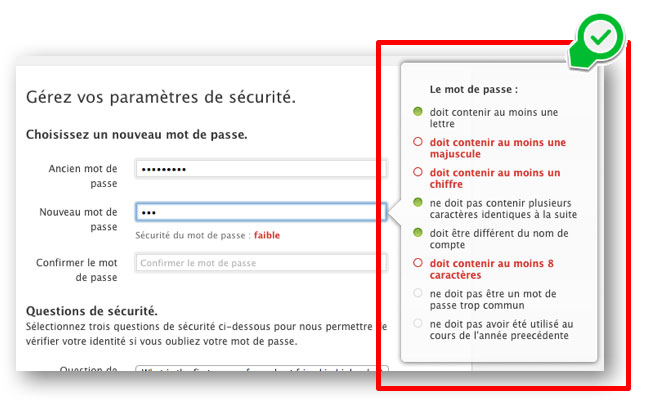 Gérez vos paramètres de sécurité.
Choisissez un nouveau mot de passe.
Ancien mot de
passe
Nouveau mot de
passe
Sécurité du mot de passe : faible
Confirmer le mot
de passe
Confirmer le mot de passe
Questions de sécurité.
Sélectionnez trois questions de sécurité ci-dessous pour nous permettre de
vérifier votre identité si vous oubliez votre mot de passe.
Question de
Le mot de passe :
doit contenir au moins une
lettre
doit contenir au moins une
majuscule
doit contenir au moins un
chiffre
ne doit pas contenir plusieurs
caractères identiques à la suite
doit être différent du nom de
compte
doit contenir au moins 8
caractères
ne doit pas être un mot de
passe trop commun
ne doit pas avoir été utilisé au
cours de l'année preecédente